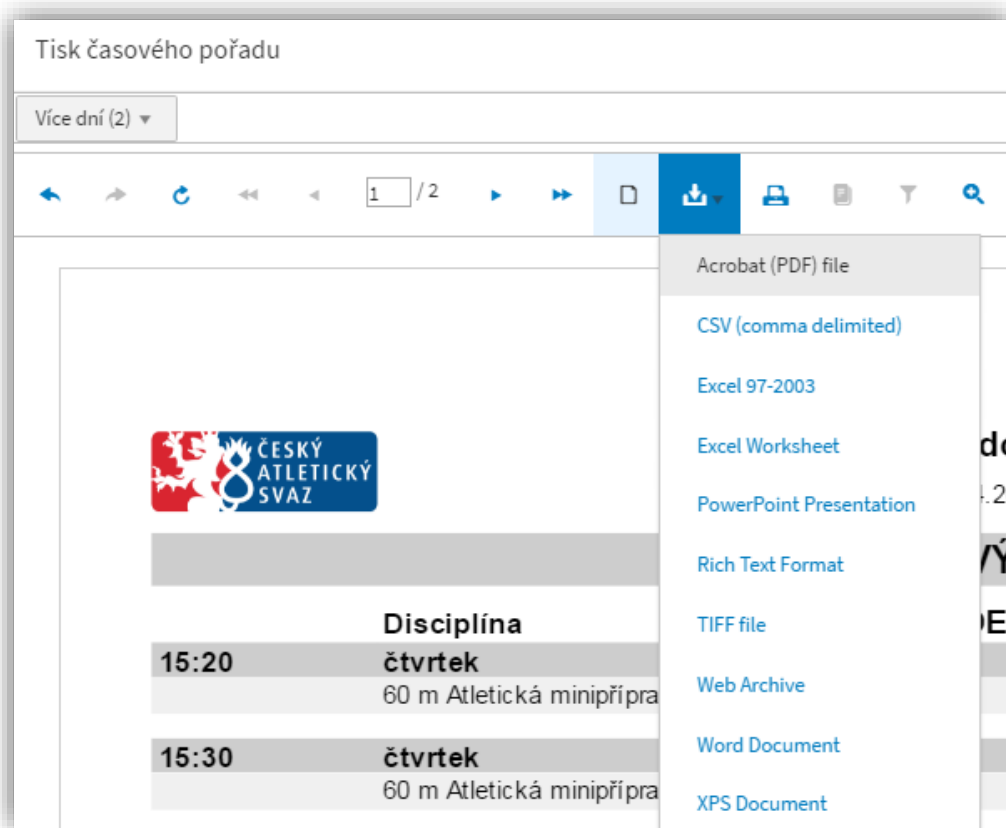 Tisk časového pořadu
Více dní (2)
1 / 2
Acrobat (PDF) file
CSV (comma delimited)
Excel 97-2003
Excel Worksheet
PowerPoint Presentation
Rich Text Format
TIFF file
Web Archive
Word Document
XPS Document
ČESKÝ
ATLETICKÝ
SVAZ
Disciplína
15:20 čtvrtek
60 m Atletická minipřípra
15:30 čtvrtek
60 m Atletická minipřípra